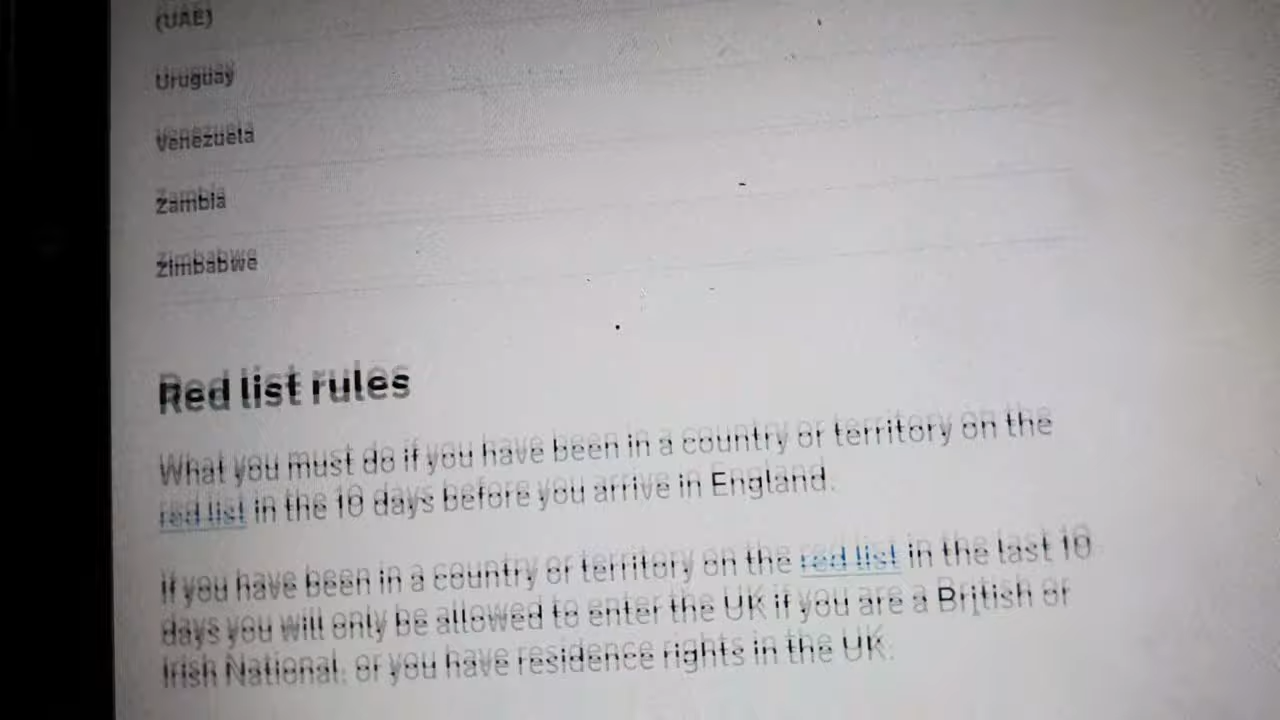 (UAE)
Uruguay
Venezuela
Zambia
Zimbabwe
Red list rules
What you must do if you have been in a country or territory on the
red list in the 10 days before you arrive in England.
If you have been in a country or territory on the red list in the last 10
days you will only be allowed to enter the UK if you are a British or
Irish National, or you have residence rights in the UK.